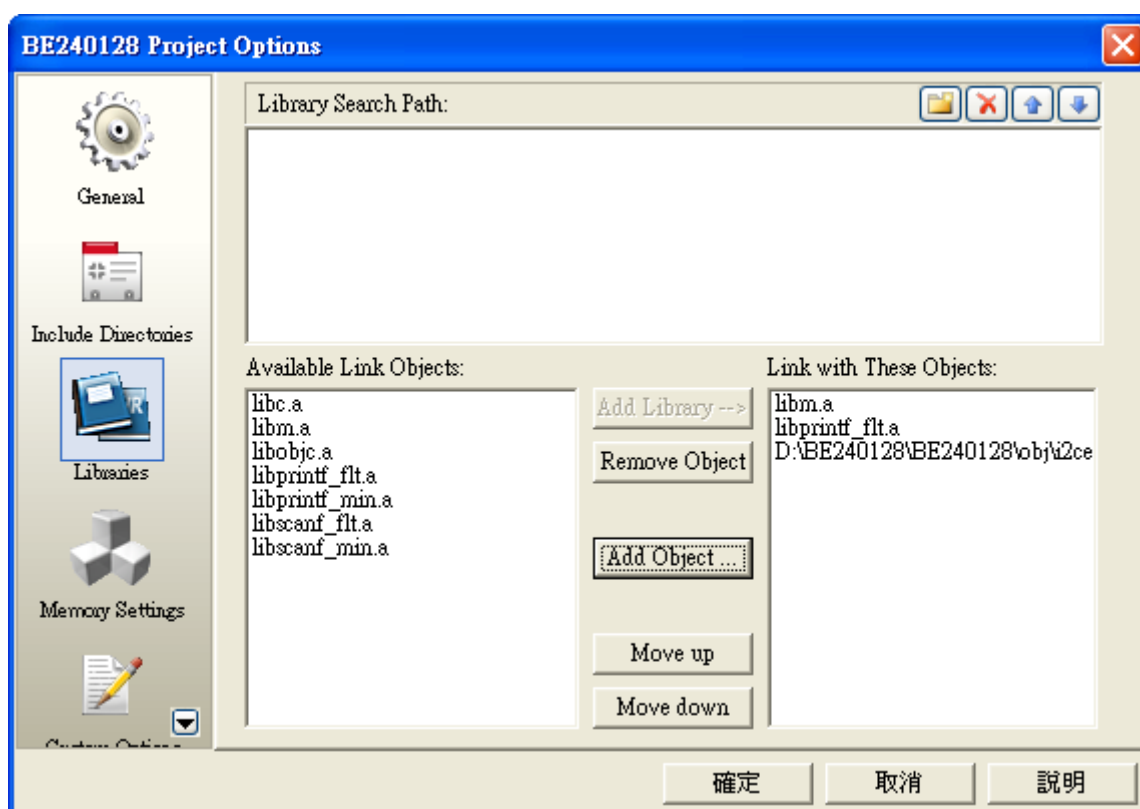 BE240128 Project Options
General
Include Directories
Libraries
Memory Settings
Custom Options
Library Search Path:
Available Link Objects:
libc.a
libm.a
libobjc.a
libprintf_flt.a
libprintf_min.a
libscanf_flt.a
libscanf_min.a
Add Library -->
Remove Object
Add Object ...
Move up
Move down
Link with These Objects:
libm.a
libprintf_flt.a
D:\BE240128\BE240128\obj\i2ce
確定
取消
說明